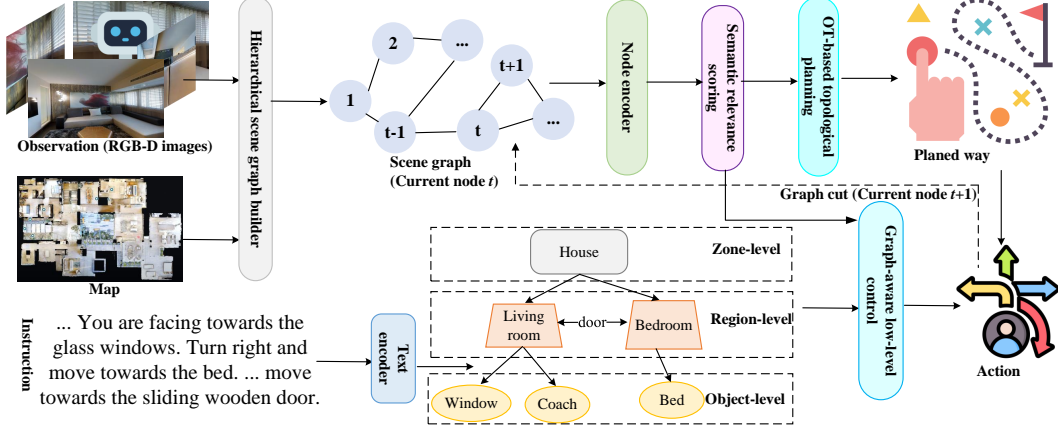 Observation (RGB-D images)
Map
Hierarchical scene graph builder
1
2
...
t-1
t
t+1
...
Scene graph
(Current node t)
Node encoder
Semantic relevance
scoring
OT-based topological
planning
Planed way
Graph cut (Current node t+1)
Instruction
... You are facing towards the
glass windows. Turn right and
move towards the bed. ... move
towards the sliding wooden door.
Text
encoder
House
Zone-level
Living
room
door
Bedroom
Region-level
Window
Coach
Bed
Object-level
Graph-aware low-level
control
Action